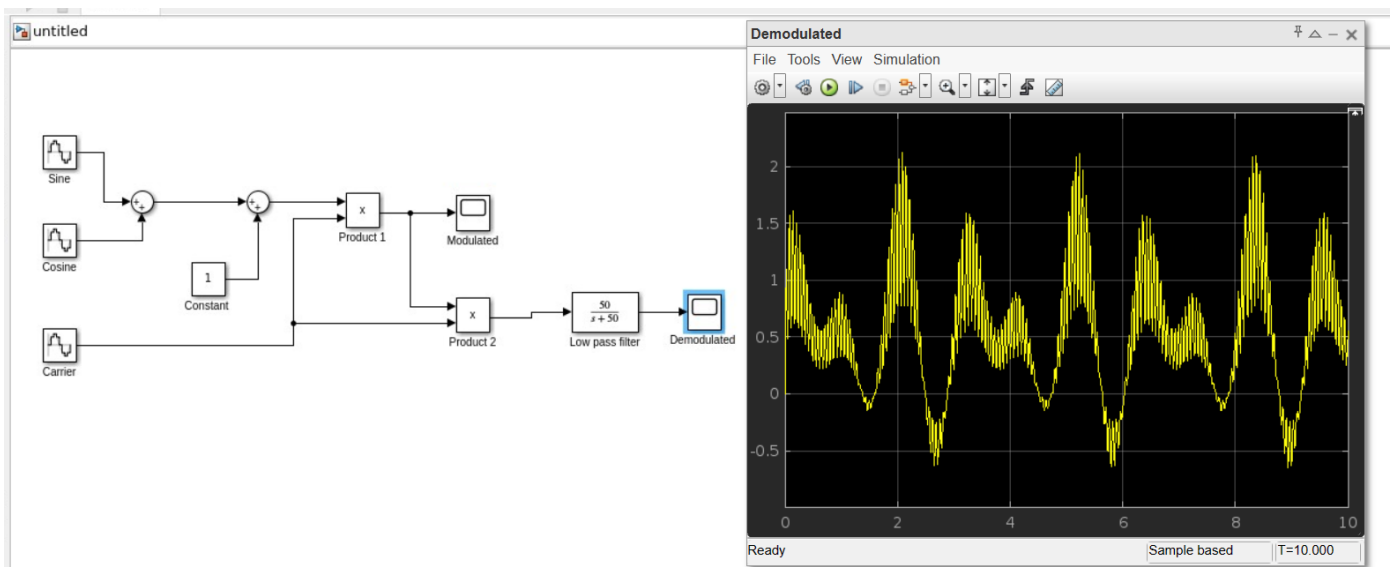 untitled
Sine
Cosine
1
Constant
Carrier
x
Product 1
Modulated
x
Product 2
50
s + 50
Low pass filter
Demodulated
Demodulated
File Tools View Simulation
2
1.5
1
0.5
0
-0.5
0 2 4 6 8 10
Ready Sample based T=10.000